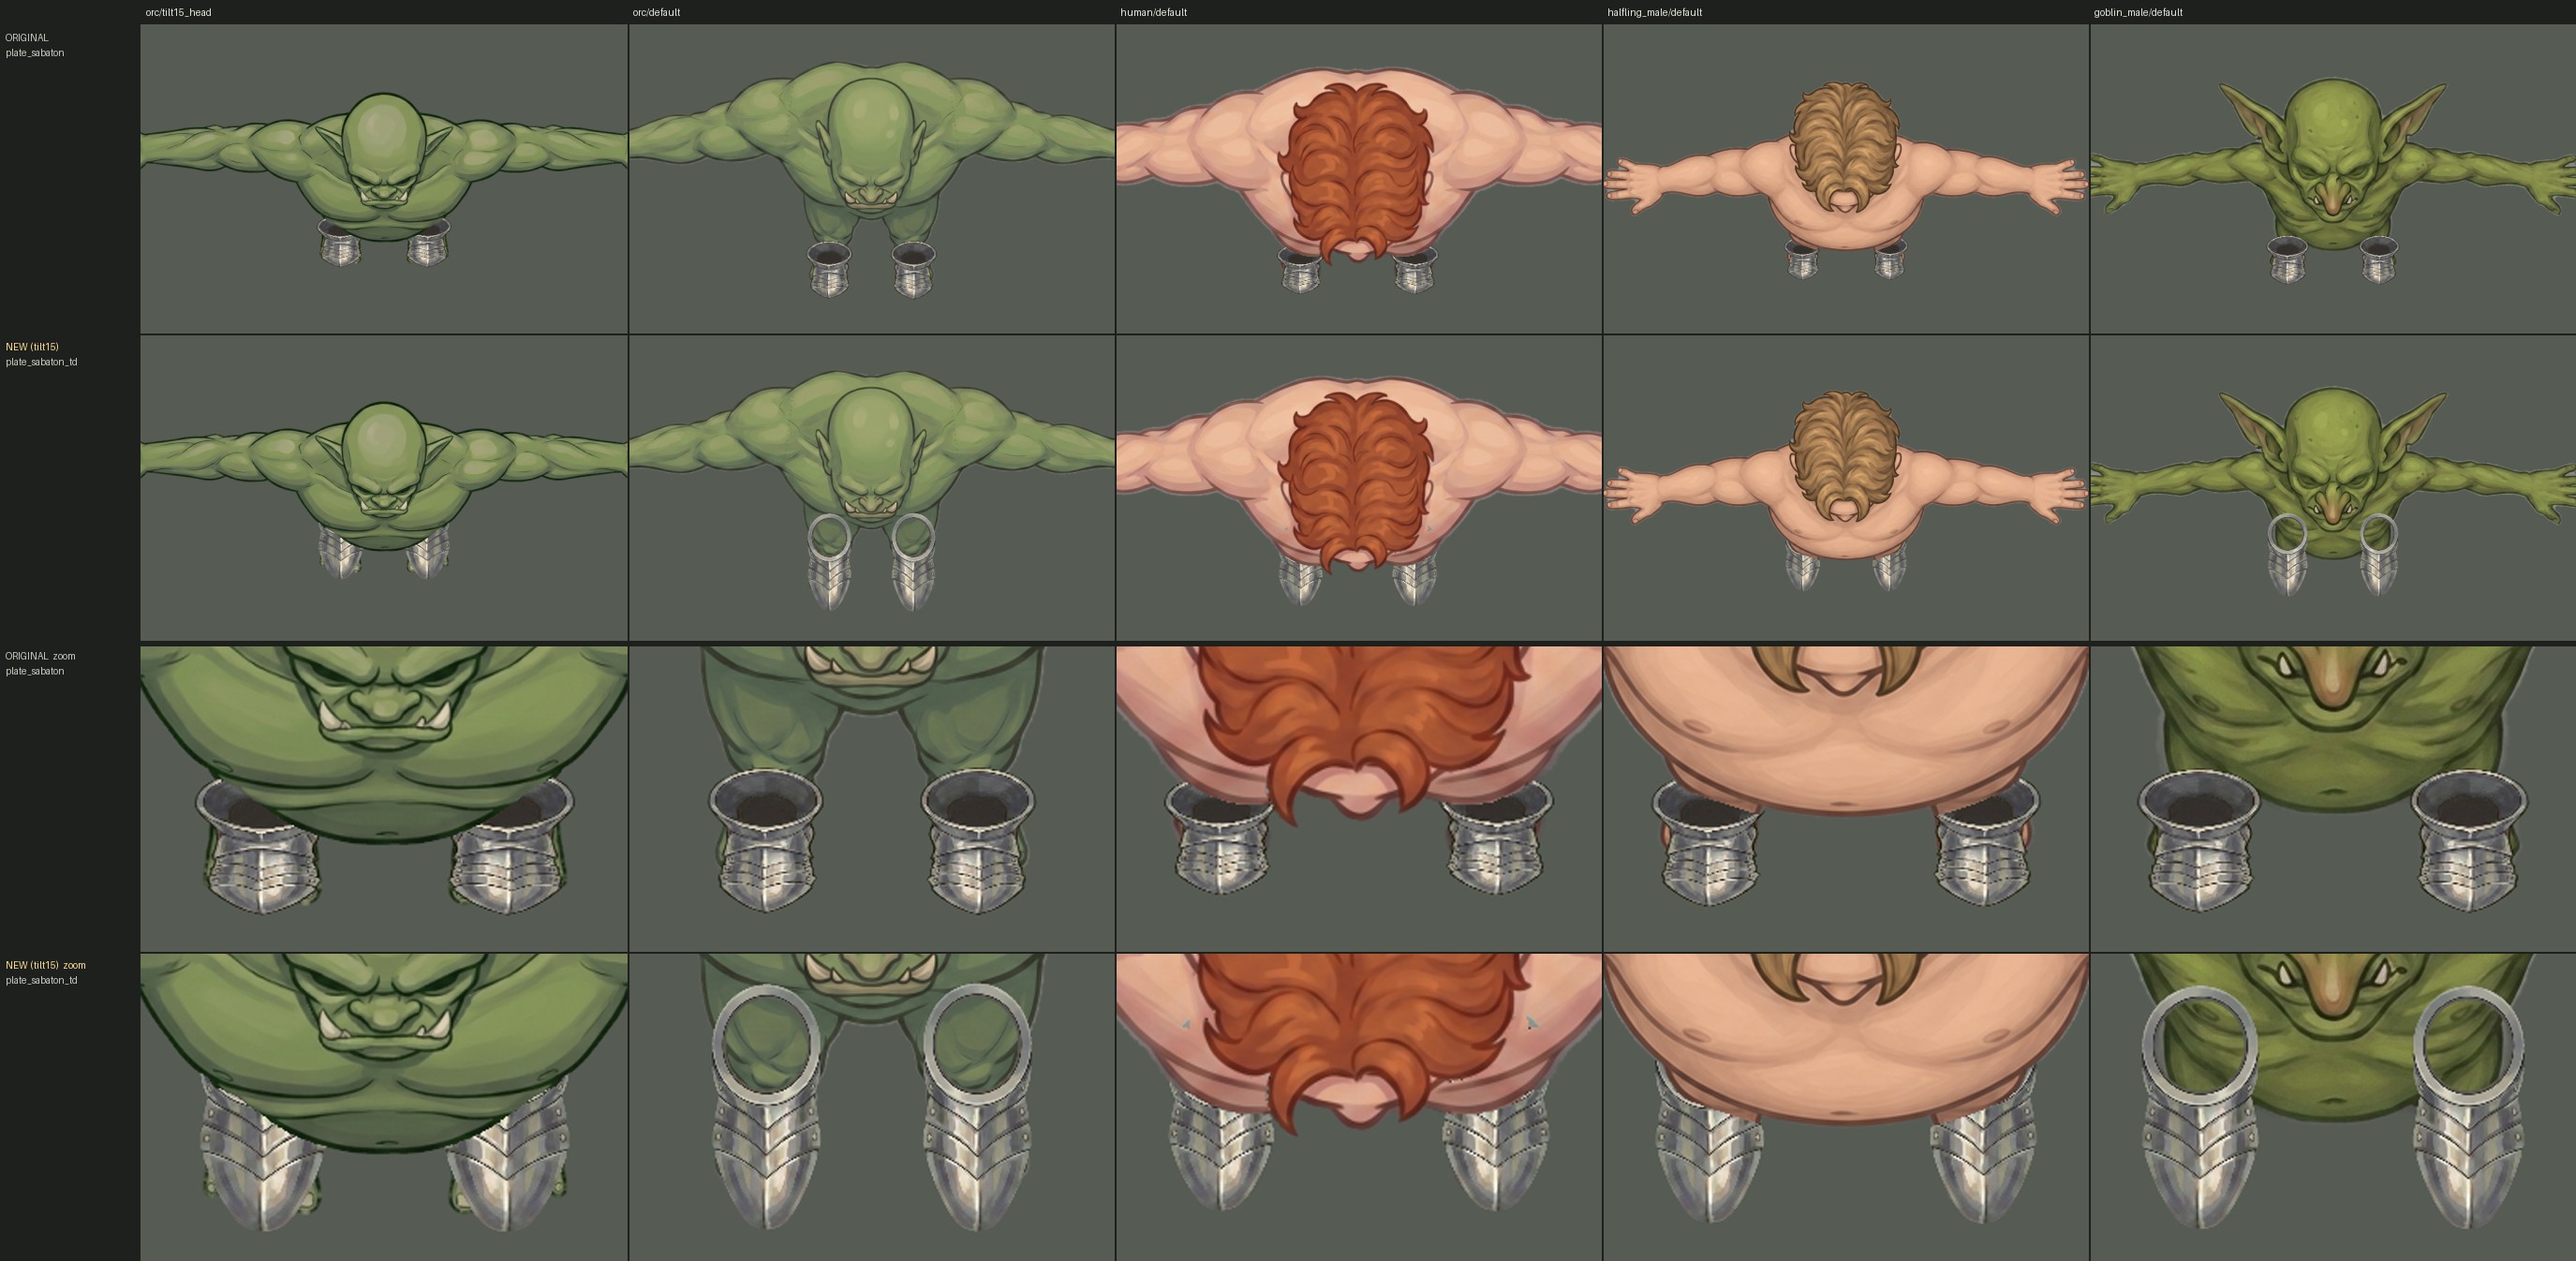 orc/tilt15_head
orc/default
human/default
halfling_male/default
goblin_male/default
ORIGINAL
plate_sabaton
NEW (tilt15)
plate_sabaton_td
ORIGINAL zoom
plate_sabaton
NEW (tilt15) zoom
plate_sabaton_td